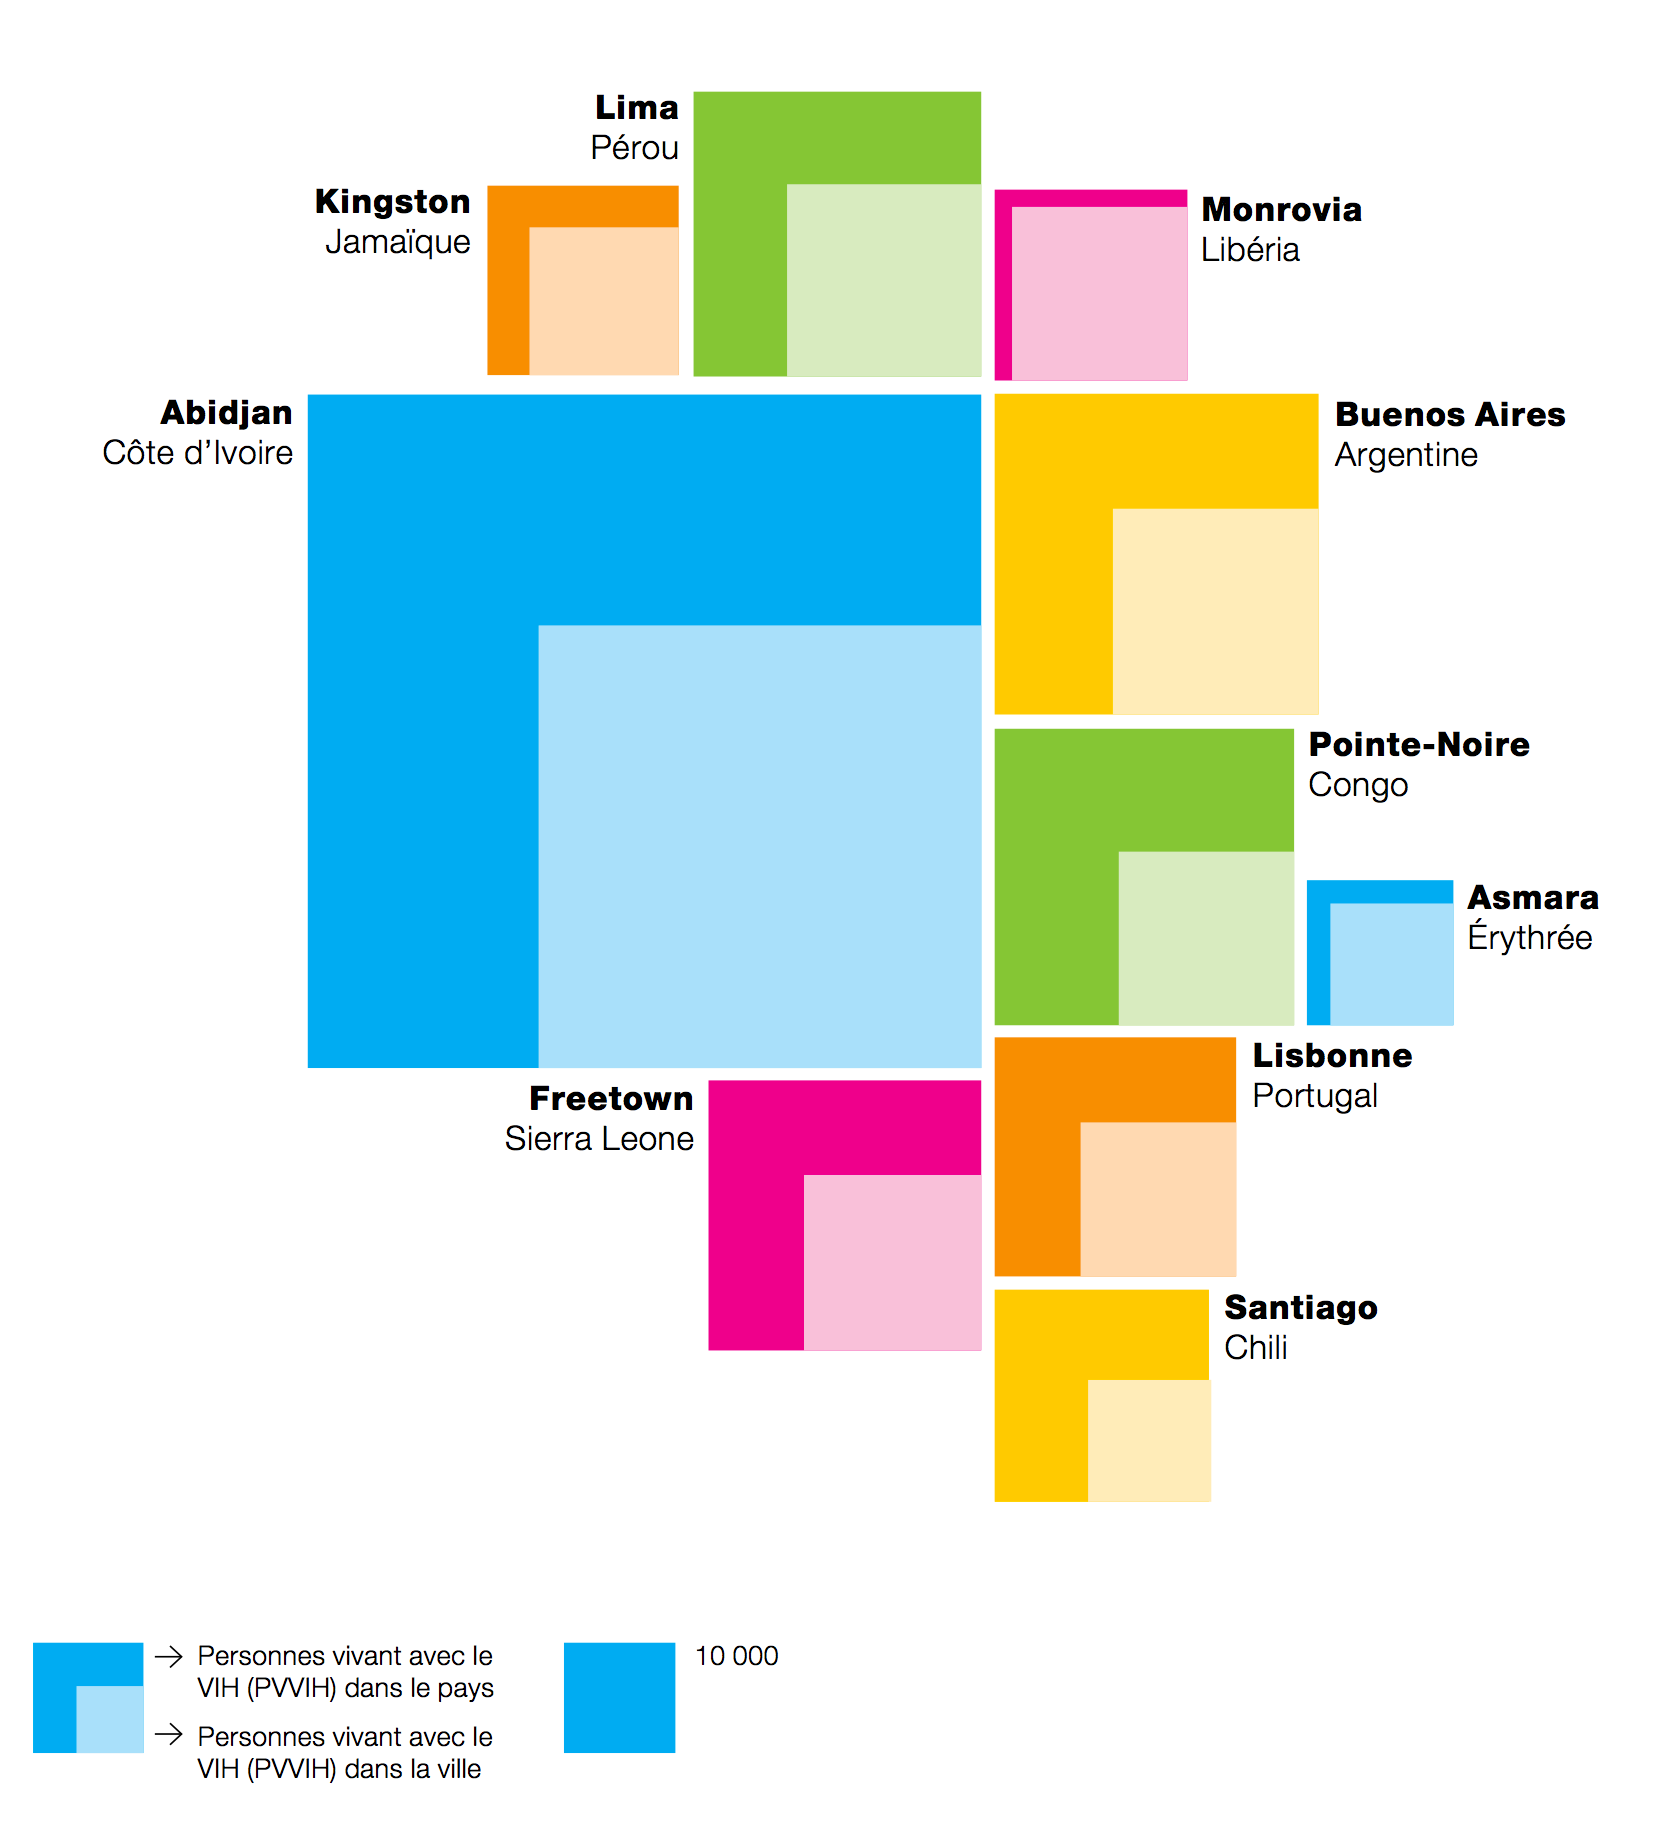 Lima
Pérou
Kingston
Jamaïque
Monrovia
Libéria
Abidjan
Côte d’Ivoire
Buenos Aires
Argentine
Pointe-Noire
Congo
Asmara
Érythrée
Lisbonne
Portugal
Freetown
Sierra Leone
Santiago
Chili
→ Personnes vivant avec le
VIH (PVVIH) dans le pays
→ Personnes vivant avec le
VIH (PVVIH) dans la ville
10 000